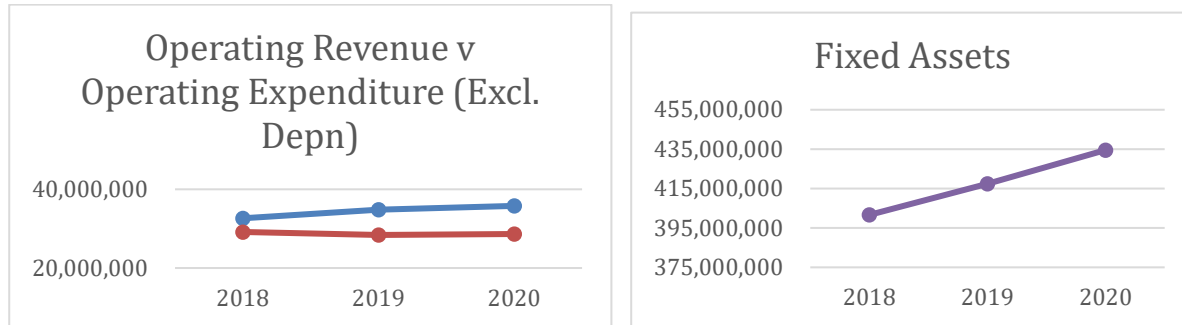 Operating Revenue v
Operating Expenditure (Excl.
Depn)
40,000,000
20,000,000
2018 2019 2020
Fixed Assets
455,000,000
435,000,000
415,000,000
395,000,000
375,000,000
2018 2019 2020